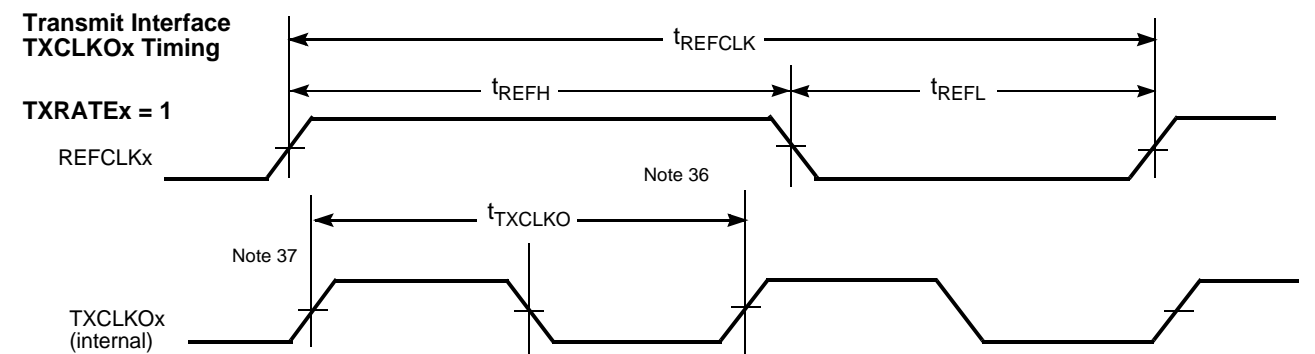 Transmit Interface
TXCLKOx Timing
tREFCLK
tREFH
tREFL
TXRATEx = 1
REFCLKx
Note 36
tTXCLKO
Note 37
TXCLKOx
(internal)